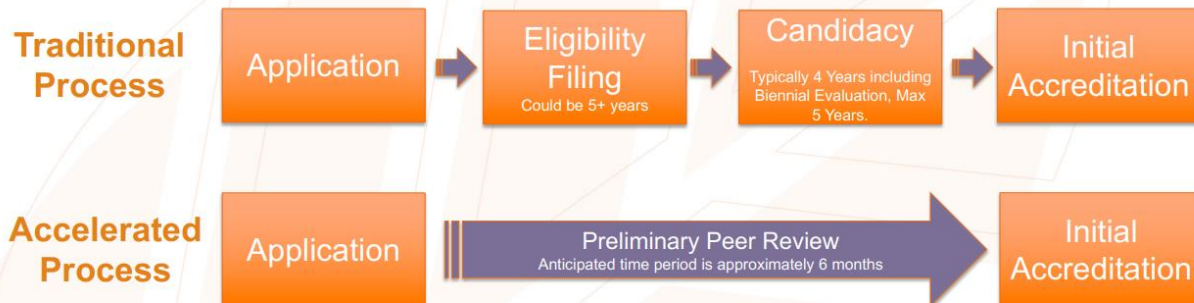 Traditional
Process
Application
Eligibility
Filing
Could be 5+ years
Candidacy
Typically 4 Years including
Biennial Evaluation, Max
5 Years.
Initial
Accreditation
Accelerated
Process
Application
Preliminary Peer Review
Anticipated time period is approximately 6 months
Initial
Accreditation